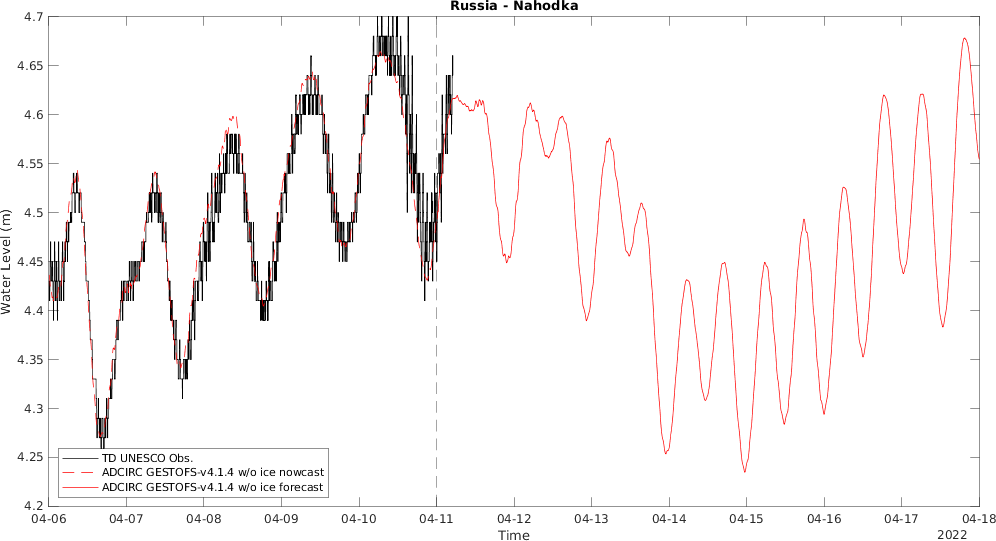 Russia - Nahodka
Water Level (m)
4.7
4.65
4.6
4.55
4.5
4.45
4.4
4.35
4.3
4.25
4.2
TD UNESCO Obs.
ADCIRC GESTOFS-v4.1.4 w/o ice nowcast
ADCIRC GESTOFS-v4.1.4 w/o ice forecast
04-06 04-07 04-08 04-09 04-10 04-11 04-12 04-13 04-14 04-15 04-16 04-17 04-18
Time
2022